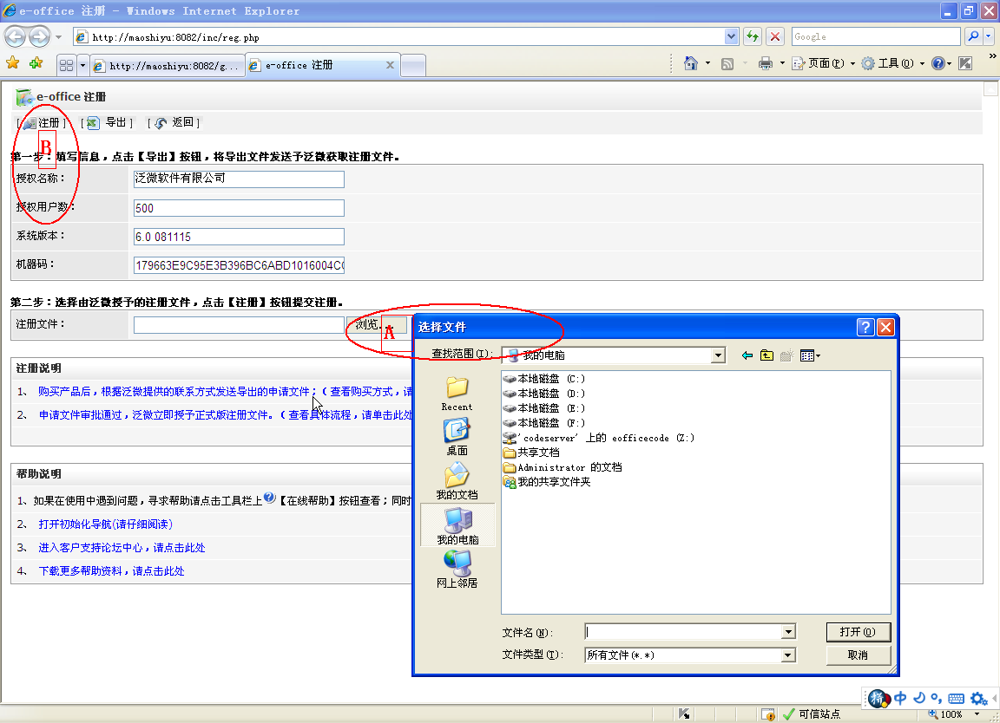 e-office 注册 - Windows Internet Explorer
http://maoshiyu:8082/inc/reg.php
Google
http://maoshiyu:8082/g...
e-office 注册
页面(P)
工具(O)
»
e-office 注册
[注册] [导出] [返回]
B
第一步:填写信息,点击【导出】按钮,将导出文件发送予泛微获取注册文件。
授权名称: 泛微软件有限公司
授权用户数: 500
系统版本: 6.0 081115
机器码: 179663E9C95E3B396BC6ABD1016004C
第二步:选择由泛微授予的注册文件,点击【注册】按钮提交注册。
注册文件: 浏览.
A
注册说明
1、 购买产品后,根据泛微提供的联系方式发送导出的申请文件;(查看购买方式,请
2、 申请文件审批通过,泛微立即授予正式版注册文件。(查看具体流程,请单击此处
帮助说明
1、如果在使用中遇到问题,寻求帮助请点击工具栏上【在线帮助】按钮查看;同时
2、 打开初始化导航(请仔细阅读)
3、 进入客户支持论坛中心,请点击此处
4、 下载更多帮助资料,请点击此处
选择文件
查找范围(I): 我的电脑
Recent
桌面
我的文档
我的电脑
网上邻居
本地磁盘 (C:)
本地磁盘 (D:)
本地磁盘 (E:)
本地磁盘 (F:)
'codeserver' 上的 eofficecode (Z:)
共享文档
Administrator 的文档
我的共享文件夹
文件名(N): 打开(O)
文件类型(T): 所有文件(*.*) 取消
中
可信站点
100%